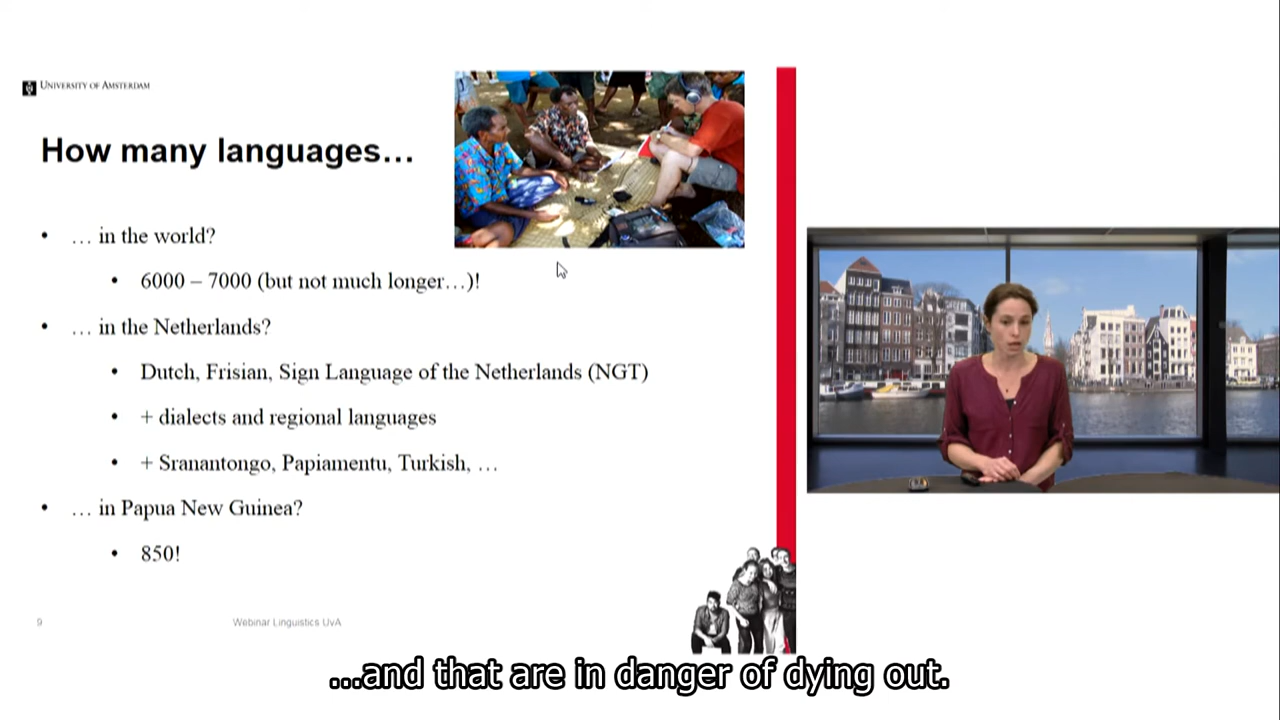 UNIVERSITY OF AMSTERDAM
How many languages…
• … in the world?
• 6000 – 7000 (but not much longer…)!
• … in the Netherlands?
• Dutch, Frisian, Sign Language of the Netherlands (NGT)
• + dialects and regional languages
• + Sranantongo, Papiamentu, Turkish, …
• … in Papua New Guinea?
• 850!
9
Webinar Linguistics UvA
...and that are in danger of dying out.